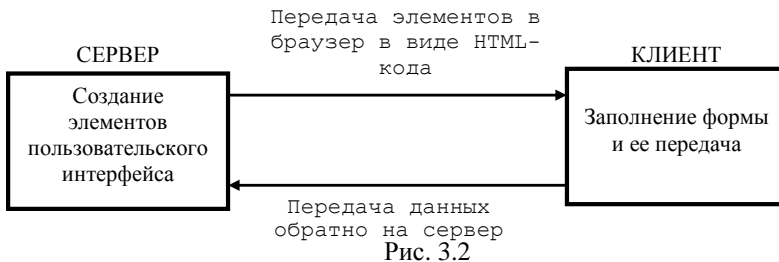 Передача элементов в
браузер в виде HTML-
кода
СЕРВЕР
КЛИЕНТ
Создание
элементов
пользовательского
интерфейса
Заполнение формы
и ее передача
Передача данных
обратно на сервер
Рис. 3.2